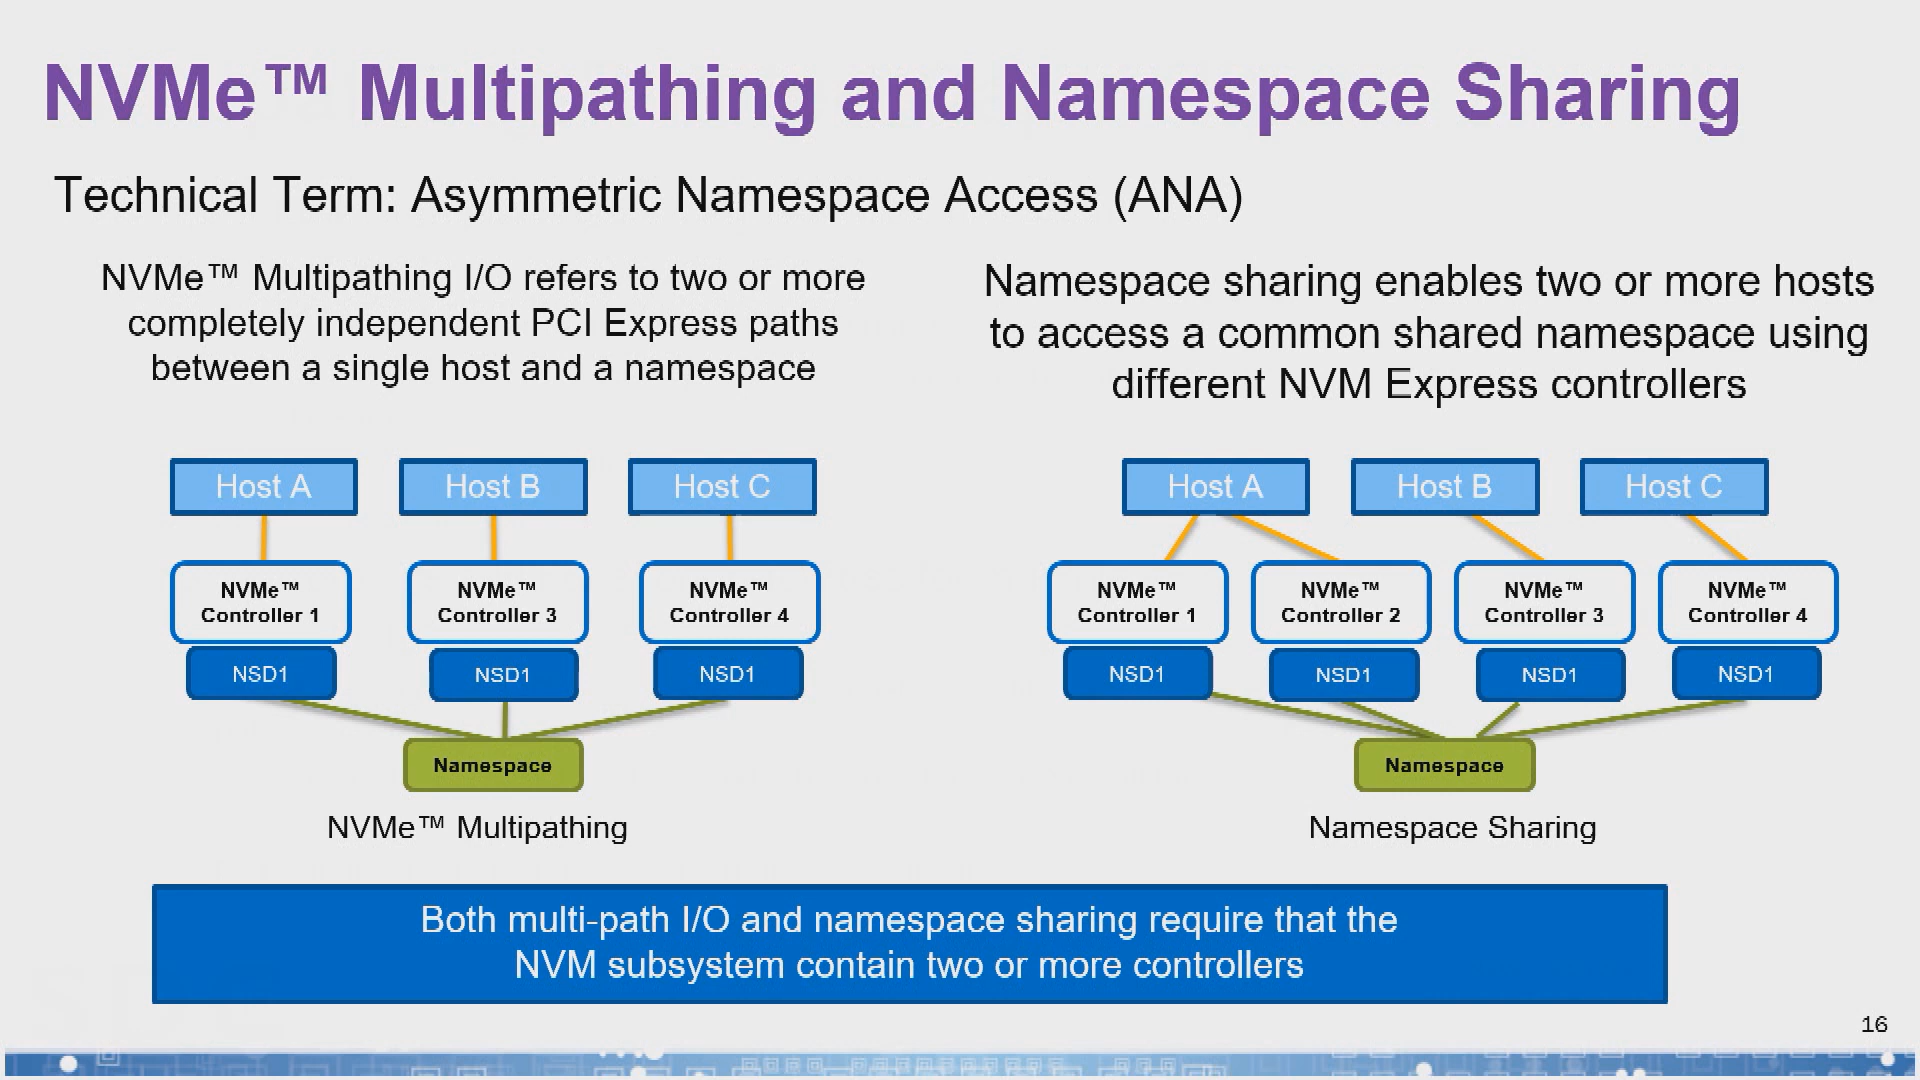 NVMe™ Multipathing and Namespace Sharing
Technical Term: Asymmetric Namespace Access (ANA)
NVMe™ Multipathing I/O refers to two or more
completely independent PCI Express paths
between a single host and a namespace
Host A
Host B
Host C
NVMe™
Controller 1
NVMe™
Controller 3
NVMe™
Controller 4
NSD1
NSD1
NSD1
Namespace
NVMe™ Multipathing
Namespace sharing enables two or more hosts
to access a common shared namespace using
different NVM Express controllers
Host A
Host B
Host C
NVMe™
Controller 1
NVMe™
Controller 2
NVMe™
Controller 3
NVMe™
Controller 4
NSD1
NSD1
NSD1
NSD1
Namespace
Namespace Sharing
Both multi-path I/O and namespace sharing require that the
NVM subsystem contain two or more controllers
16